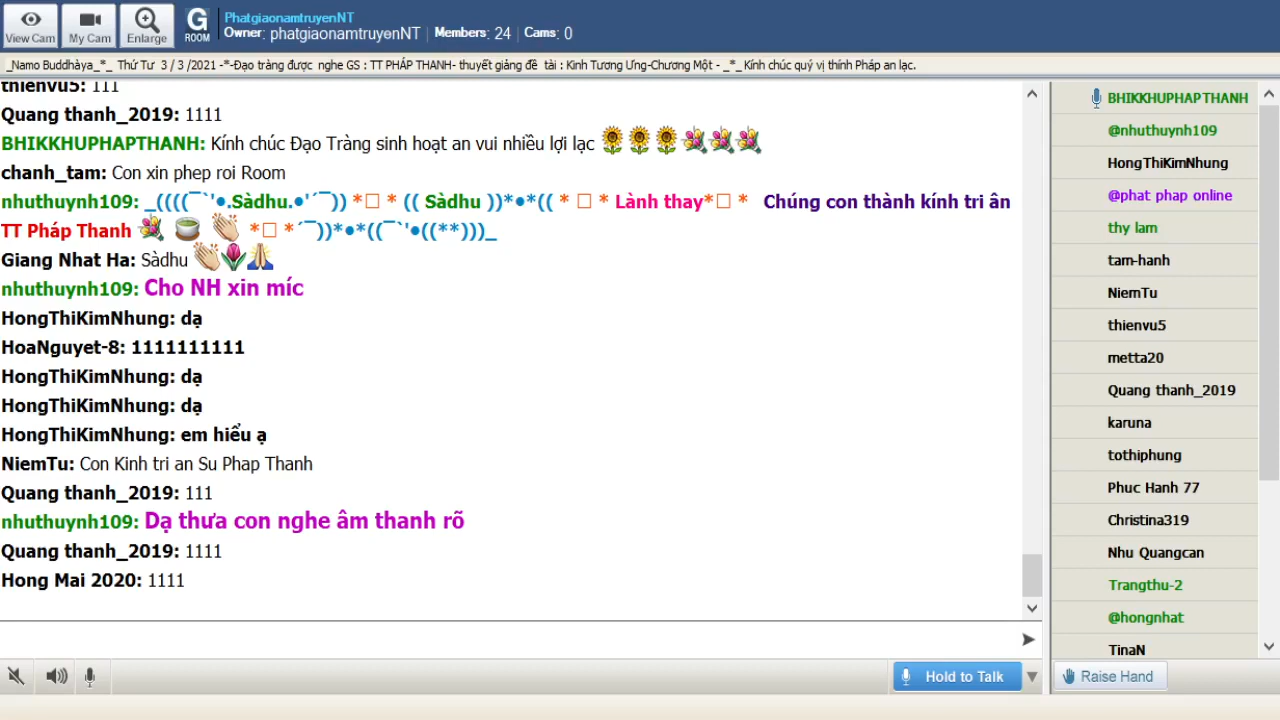 View Cam
My Cam
Enlarge
G
ROOM
PhatgiaonamtruyenNT
Owner: phatgiaonamtruyenNT | Members: 24 | Cams: 0
_Namo Buddhàya_*_ Thứ Tư 3 / 3 /2021 -*-Đạo tràng được nghe GS : TT PHÁP THANH- thuyết giảng đề tài : Kinh Tương Ưng-Chương Một - _*_ Kính chúc quý vị thính Pháp an lạc.
thienvu5: 111
Quang thanh_2019: 1111
BHIKKHUPHAPTHANH: Kính chúc Đạo Tràng sinh hoạt an vui nhiều lợi lạc 🌻🌻🌻💐💐💐
chanh_tam: Con xin phep roi Room
nhuthuynh109: _((((¯`'•.Sàdhu.•'´¯)) *□ * (( Sàdhu ))*•*(( * □ * Lành thay*□ * Chúng con thành kính tri ân
TT Pháp Thanh 💐 🍵 👏 *□ *´¯))*•*((¯`'•((**)))_
Giang Nhat Ha: Sàdhu 👏🌷🙏
nhuthuynh109: Cho NH xin míc
HongThiKimNhung: dạ
HoaNguyet-8: 1111111111
HongThiKimNhung: dạ
HongThiKimNhung: dạ
HongThiKimNhung: em hiểu ạ
NiemTu: Con Kinh tri an Su Phap Thanh
Quang thanh_2019: 111
nhuthuynh109: Dạ thưa con nghe âm thanh rõ
Quang thanh_2019: 1111
Hong Mai 2020: 1111
Hold to Talk
BHIKKHUPHAPTHANH
@nhuthuynh109
HongThiKimNhung
@phat phap online
thy lam
tam-hanh
NiemTu
thienvu5
metta20
Quang thanh_2019
karuna
tothiphung
Phuc Hanh 77
Christina319
Nhu Quangcan
Trangthu-2
@hongnhat
TinaN
Raise Hand